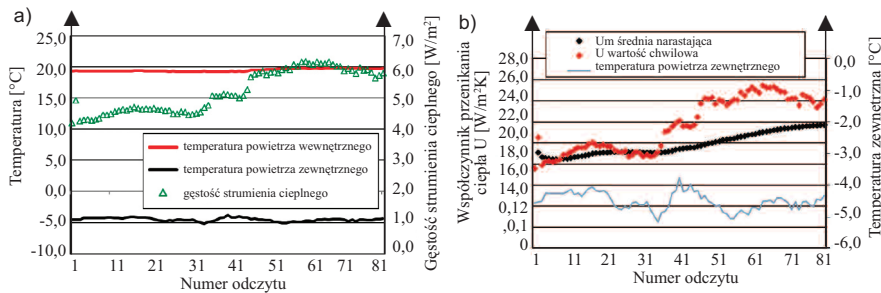 a)
Temperatura [°C]
25,0
20,0
15,0
10,0
5,0
0,0
-5,0
-10,0
7,0
6,0
5,0
4,0
3,0
2,0
1,0
0,0
Gęstość strumienia cieplnego [W/m²]
temperatura powietrza wewnętrznego
temperatura powietrza zewnętrznego
gęstość strumienia cieplnego
1 11 21 31 41 51 61 71 81
Numer odczytu
b)
Współczynnik przenikania
ciepła U [W/m²K]
28,0
26,0
24,0
22,0
20,0
18,0
16,0
14,0
0,12
,0,1
0
Um średnia narastająca
U wartość chwilowa
temperatura powietrza zewnętrznego
0,0
-1,0
-2,0
-3,0
-4,0
-5,0
-6,0
Temperatura zewnetrzna [°C]
1 11 21 31 41 51 61 71 81
Numer odczytu